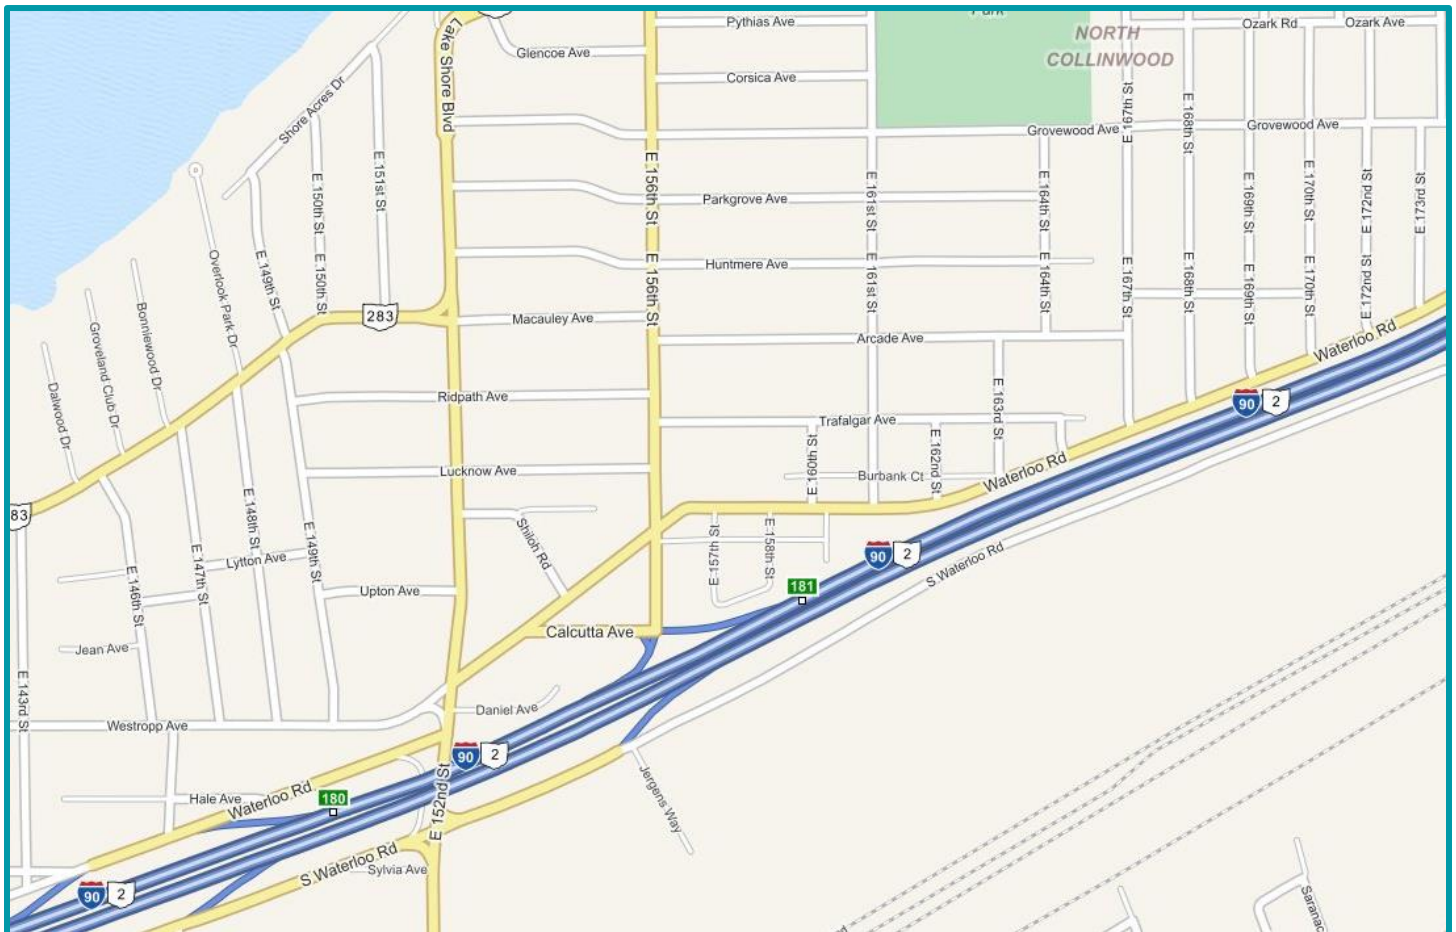 Park
Pythias Ave
NORTH
COLLINWOOD
Ozark Rd
Ozark Ave
Lake Shore Blvd
Glencoe Ave
Corsica Ave
Shore Acres Dr
E 167th St
E 168th St
Grovewood Ave
Grovewood Ave
E 151st St
E 150th St
E 156th St
Parkgrove Ave
E 161st St
E 164th St
E 169th St
E 170th St
E 172nd St
E 173rd St
Overlook Park Dr
E 149th St
E 150th St
E 156th St
Huntmere Ave
E 161st St
E 164th St
E 167th St
E 168th St
E 169th St
E 170th St
E 172nd St
Bonniewood Dr
Groveland Club Dr
Dalwood Dr
283
Macauley Ave
Arcade Ave
Waterloo Rd
Ridpath Ave
E 163rd St
90
2
Trafalgar Ave
E 160th St
E 162nd St
Lucknow Ave
Burbank Ct
Waterloo Rd
83
E 148th St
Shiloh Rd
E 157th St
E 158th St
E 147th St
Lytton Ave
E 149th St
90
2
S Waterloo Rd
E 146th St
Upton Ave
181
Calcutta Ave
Jean Ave
E 143rd St
Westropp Ave
Daniel Ave
90
2
Hale Ave
Waterloo Rd
180
E 152nd St
Jergens Way
S Waterloo Rd
Sylvia Ave
90
2
Saranac